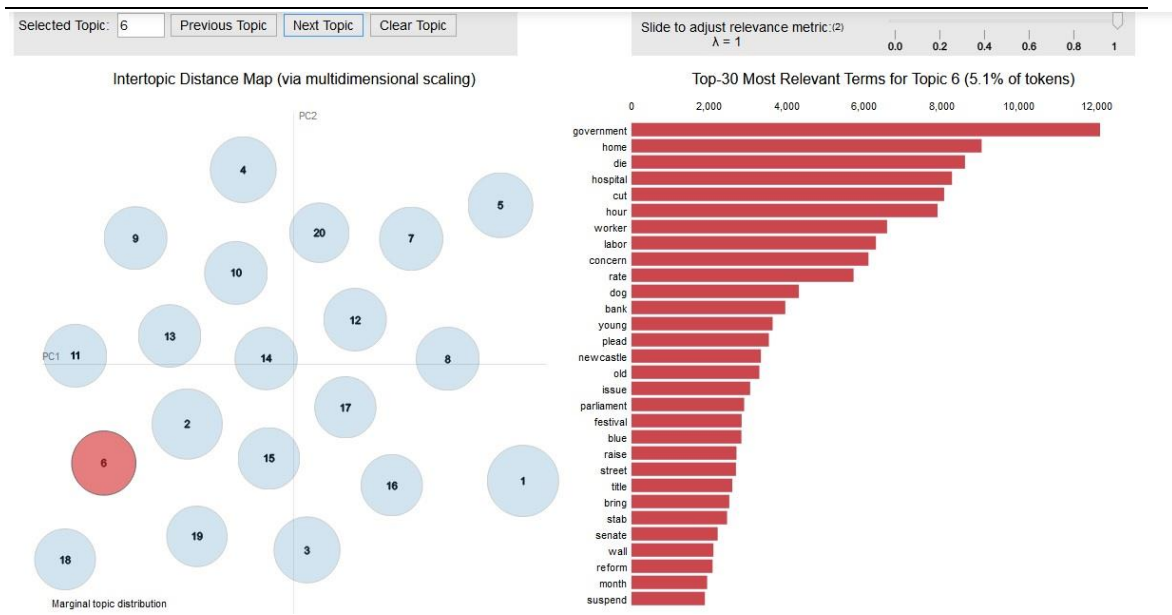 Selected Topic: 6 Previous Topic Next Topic Clear Topic
Slide to adjust relevance metric:(2)
λ = 1
0.0 0.2 0.4 0.6 0.8 1
Intertopic Distance Map (via multidimensional scaling)
PC2
4
5
9
20
7
10
12
13
PC1 11
14
8
17
2
15
6
16
1
19
3
18
Marginal topic distribution
Top-30 Most Relevant Terms for Topic 6 (5.1% of tokens)
0 2,000 4,000 6,000 8,000 10,000 12,000
government
home
die
hospital
cut
hour
worker
labor
concern
rate
dog
bank
young
plead
newcastle
old
issue
parliament
festival
blue
raise
street
title
bring
stab
senate
wall
reform
month
suspend